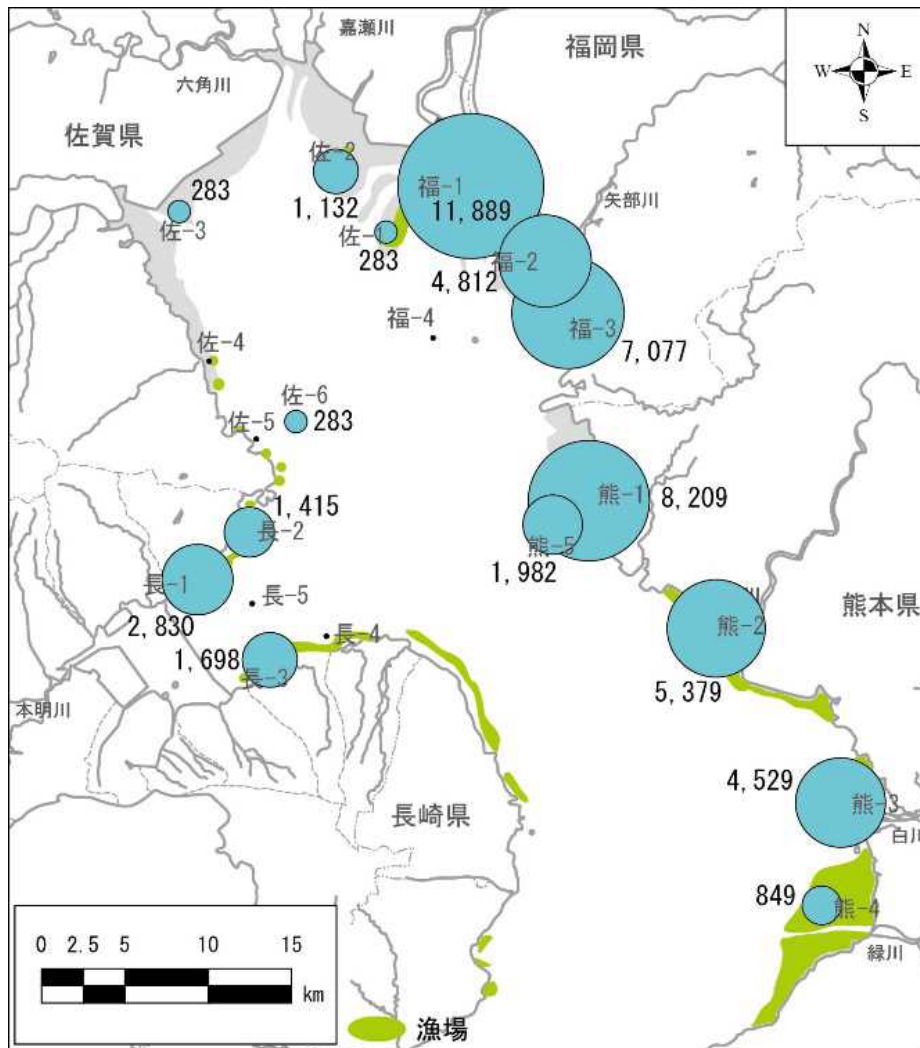 嘉瀬川
福岡県
N
W E
S
六角川
佐賀県
佐-2
283
福-1
1,132
11,889
矢部川
佐-3
佐-1
283
4,812
福-2
福-4
福-3
7,077
佐-4
佐-6
佐-5
283
熊-1
8,209
1,415
長-2
熊-5
1,982
長-1
長-5
2,830
熊本県
熊-2
長-4
1,698
長-3
5,379
本明川
4,529
熊-3
長崎県
白川
849
熊-4
緑川
0 2.5 5 10 15
km
漁場